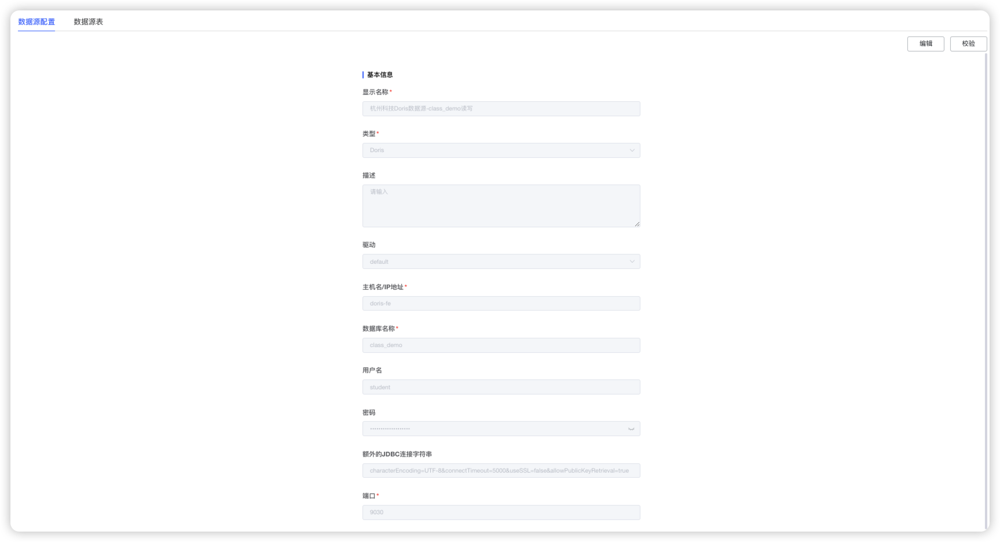 数据源配置 数据源表
编辑 校验
基本信息
显示名称*
杭州科技Doris数据源-class_demo读写
类型*
Doris
描述
请输入
驱动
default
主机名/IP地址*
doris-fe
数据库名称*
class_demo
用户名
student
密码
•••••••••••••••••••
额外的JDBC连接字符串
characterEncoding=UTF-8&connectTimeout=5000&useSSL=false&allowPublicKeyRetrieval=true
端口*
9030